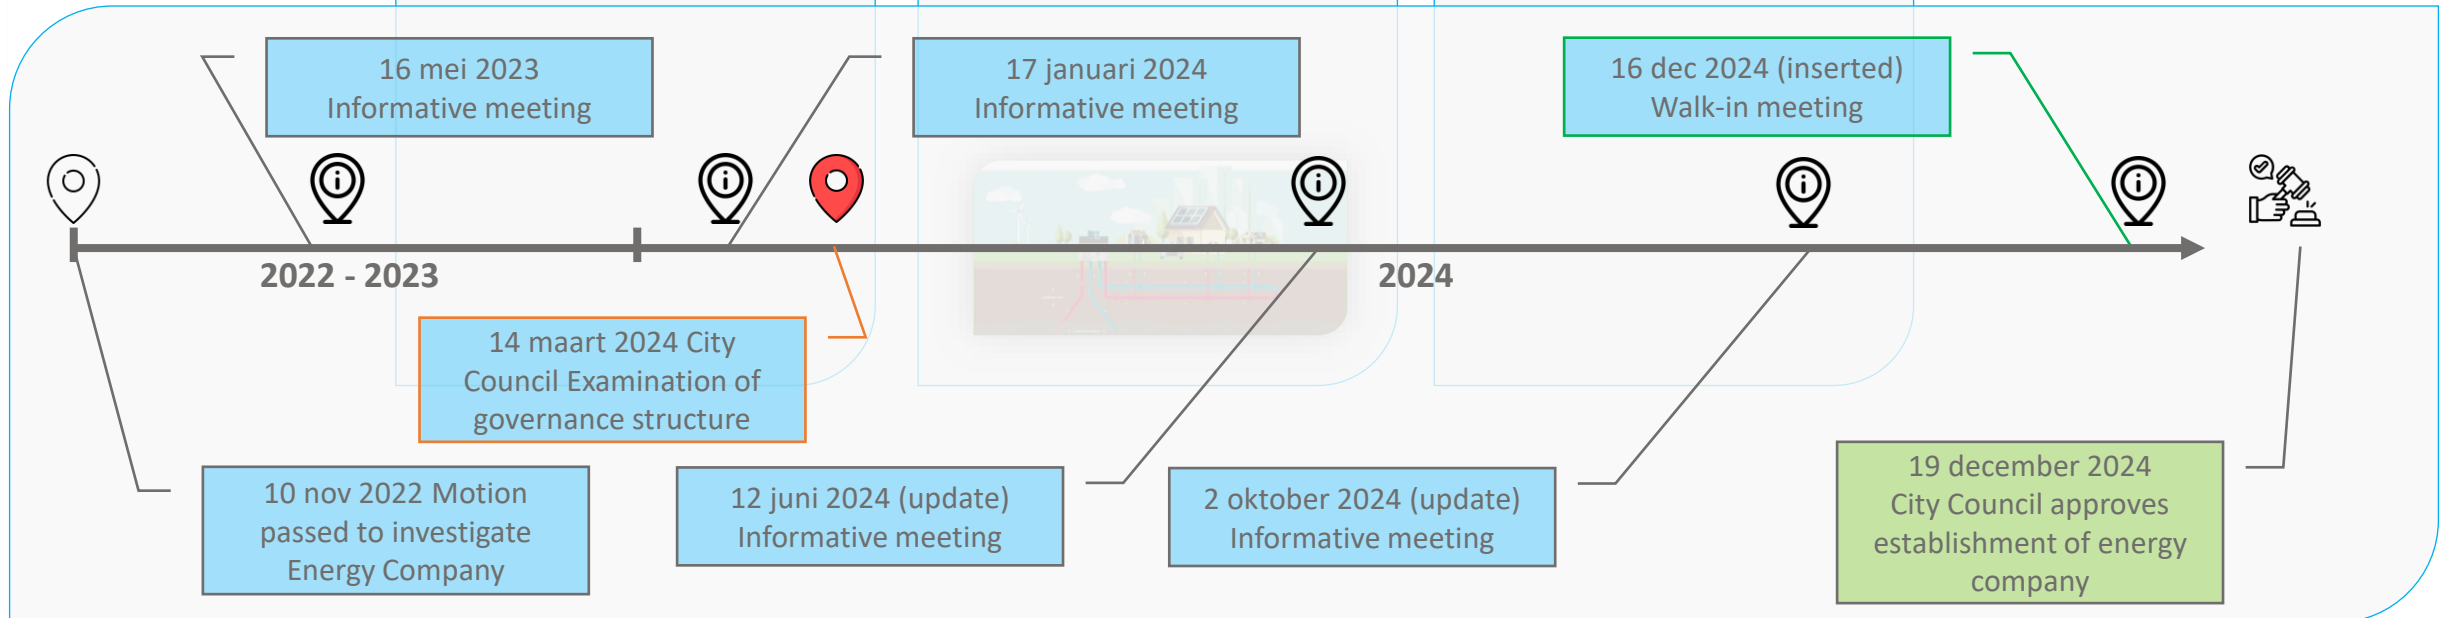 16 mei 2023
Informative meeting
17 januari 2024
Informative meeting
16 dec 2024 (inserted)
Walk-in meeting
2022 - 2023
2024
14 maart 2024 City
Council Examination of
governance structure
10 nov 2022 Motion
passed to investigate
Energy Company
12 juni 2024 (update)
Informative meeting
2 oktober 2024 (update)
Informative meeting
19 december 2024
City Council approves
establishment of energy
company